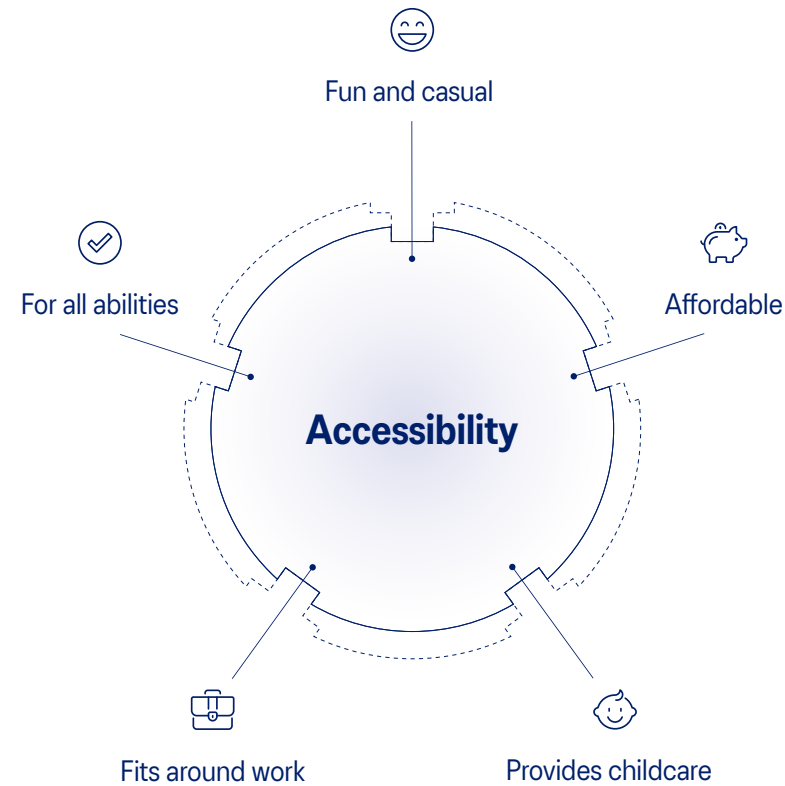 Fun and casual
For all abilities
Affordable
Accessibility
Fits around work
Provides childcare